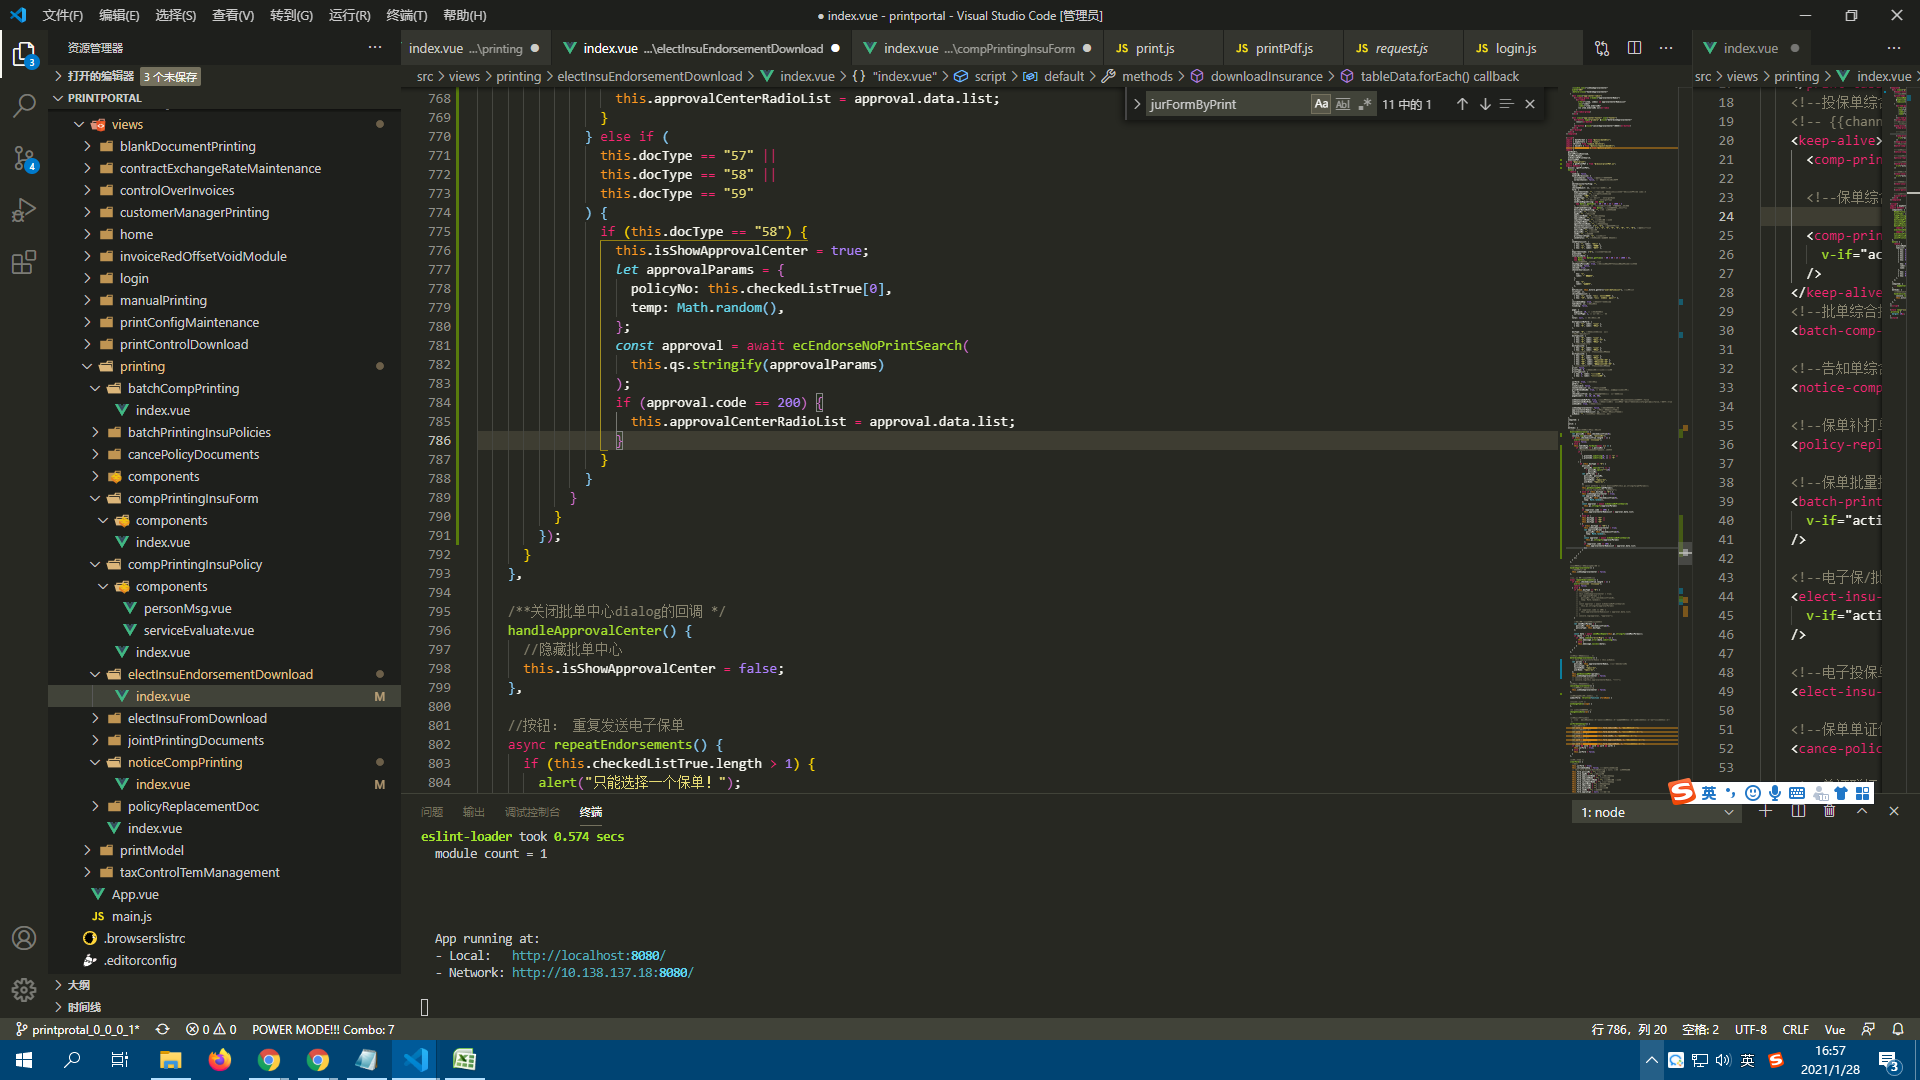 文件(F) 编辑(E) 选择(S) 查看(V) 转到(G) 运行(R) 终端(T) 帮助(H)
● index.vue - printportal - Visual Studio Code [管理员]
资源管理器
打开的编辑器 3 个未保存
PRINTPORTAL
views
blankDocumentPrinting
contractExchangeRateMaintenance
controlOverInvoices
customerManagerPrinting
home
invoiceRedOffsetVoidModule
login
manualPrinting
printConfigMaintenance
printControlDownload
printing
batchCompPrinting
index.vue
batchPrintingInsuPolicies
cancePolicyDocuments
components
compPrintingInsuForm
components
index.vue
compPrintingInsuPolicy
components
personMsg.vue
serviceEvaluate.vue
index.vue
electInsuEndorsementDownload
index.vue M
electInsuFromDownload
jointPrintingDocuments
noticeCompPrinting
index.vue M
policyReplacementDoc
index.vue
printModel
taxControlTemManagement
App.vue
JS main.js
.browserslistrc
.editorconfig
大纲
时间线
index.vue ...\printing
index.vue ...\electInsuEndorsementDownload
index.vue ...\compPrintingInsuForm
JS print.js
JS printPdf.js
JS request.js
JS login.js
index.vue
src > views > printing > electInsuEndorsementDownload > index.vue > {} "index.vue" > script > default > methods > downloadInsurance > tableData.forEach() callback
src > views > printing > index.vue >
jurFormByPrint Aa Abl .* 11 中的 1
768 this.approvalCenterRadioList = approval.data.list;
769 }
770 } else if (
771 this.docType == "57" ||
772 this.docType == "58" ||
773 this.docType == "59"
774 ) {
775 if (this.docType == "58") {
776 this.isShowApprovalCenter = true;
777 let approvalParams = {
778 policyNo: this.checkedListTrue[0],
779 temp: Math.random(),
780 };
781 const approval = await ecEndorseNoPrintSearch(
782 this.qs.stringify(approvalParams)
783 );
784 if (approval.code == 200) {
785 this.approvalCenterRadioList = approval.data.list;
786 }
787 }
788 }
789 }
790 }
791 });
792 }
793 },
794
795 /**关闭批单中心dialog的回调 */
796 handleApprovalCenter() {
797 //隐藏批单中心
798 this.isShowApprovalCenter = false;
799 },
800
801 //按钮: 重复发送电子保单
802 async repeatEndorsements() {
803 if (this.checkedListTrue.length > 1) {
804 alert("只能选择一个保单!");
18 <!--投保单综
19 <!-- {{chann
20 <keep-alive>
21 <comp-prin
22
23 <!--保单综
24
25 <comp-prin
26 v-if="ac
27 />
28 </keep-alive
29 <!--批单综合
30 <batch-comp-
31
32 <!--告知单综
33 <notice-comp
34
35 <!--保单补打
36 <policy-repl
37
38 <!--保单批量
39 <batch-print
40 v-if="acti
41 />
42
43 <!--电子保/批
44 <elect-insu-
45 v-if="acti
46 />
47
48 <!--电子投保单
49 <elect-insu-
50
51 <!--保单单证
52 <cance-polic
53
问题 输出 调试控制台 终端
1: node
eslint-loader took 0.574 secs
module count = 1
App running at:
- Local: http://localhost:8080/
- Network: http://10.138.137.18:8080/
英
printprotal_0_0_0_1* 0 0 POWER MODE!!! Combo: 7
行 786，列 20 空格: 2 UTF-8 CRLF Vue
英
16:57
2021/1/28
3